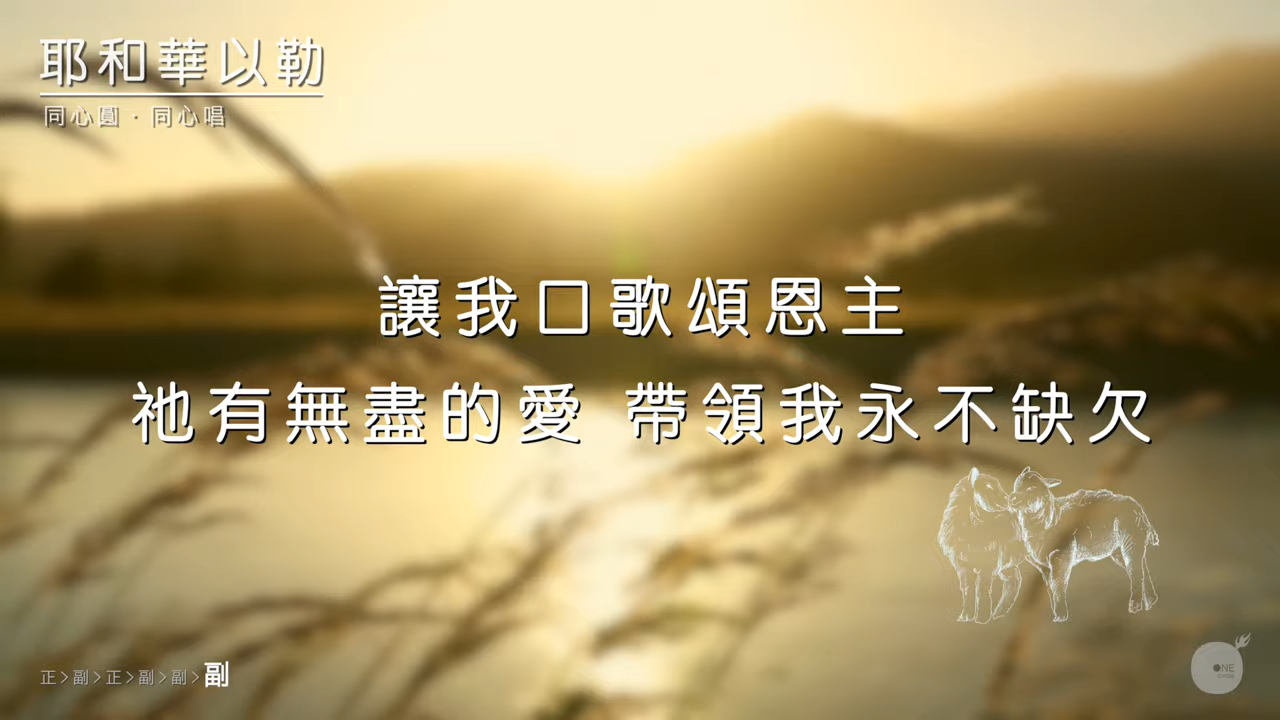 耶和華以勒
同心圓 · 同心唱
讓我口歌頌恩主
祂有無盡的愛 帶領我永不缺欠
正>副>正>副>副>副
ONE